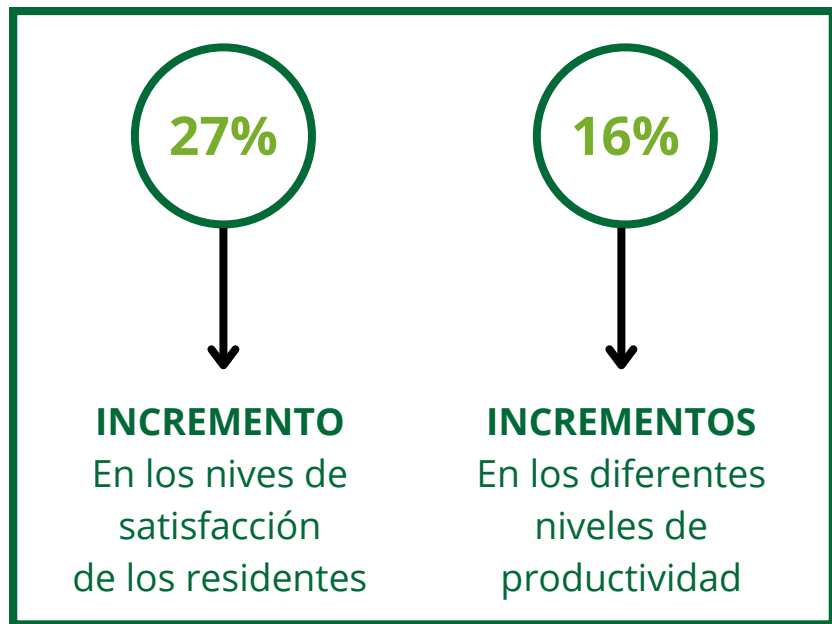 27%
INCREMENTO
En los nives de
satisfacción
de los residentes
16%
INCREMENTOS
En los diferentes
niveles de
productividad